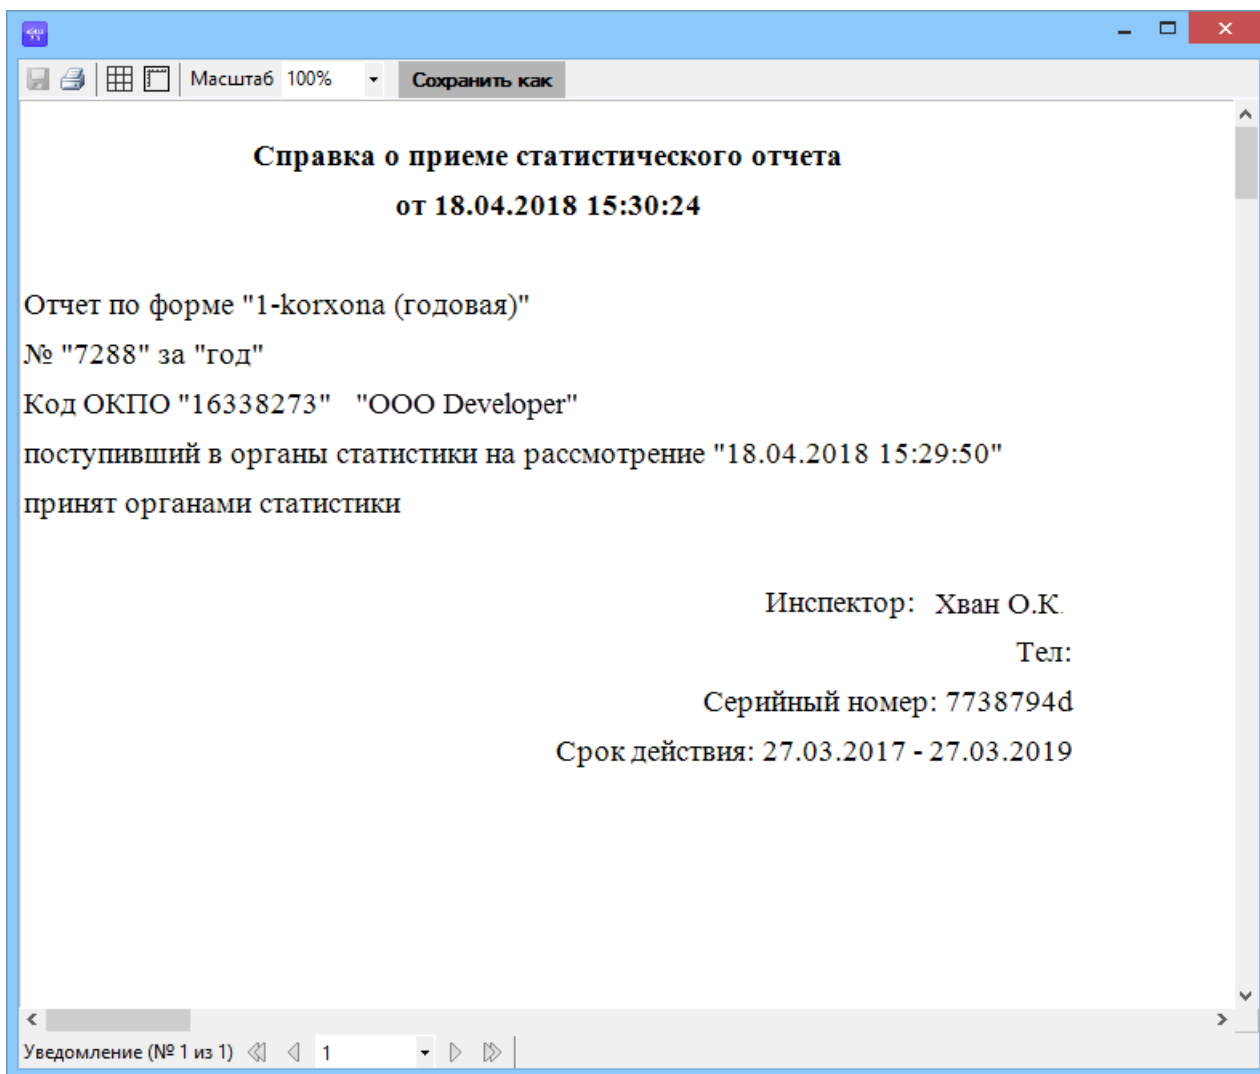 Масштаб 100% Сохранить как
Справка о приеме статистического отчета
от 18.04.2018 15:30:24
Отчет по форме "1-korxona (годовая)"
№ "7288" за "год"
Код ОКПО "16338273" "ООО Developer"
поступивший в органы статистики на рассмотрение "18.04.2018 15:29:50"
принят органами статистики
Инспектор: Хван О.К.
Тел:
Серийный номер: 7738794d
Срок действия: 27.03.2017 - 27.03.2019
Уведомление (№ 1 из 1) 1